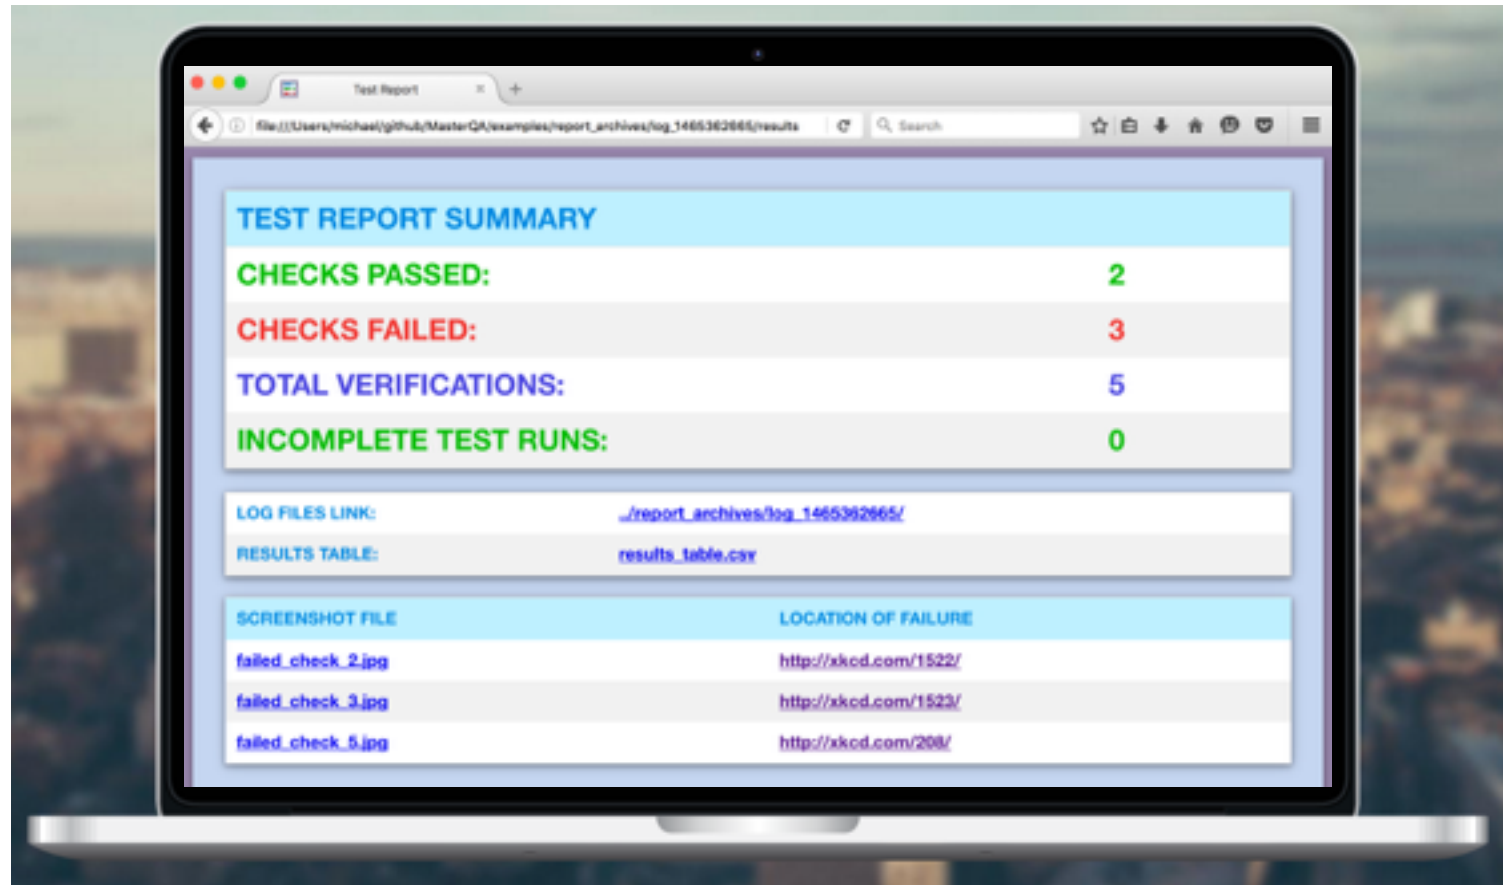 Test Report
file:///Users/michael/github/MasterQA/examples/report_archives/log_1465362665/results
Search
TEST REPORT SUMMARY
CHECKS PASSED: 2
CHECKS FAILED: 3
TOTAL VERIFICATIONS: 5
INCOMPLETE TEST RUNS: 0
LOG FILES LINK: ../report_archives/log_1465362665/
RESULTS TABLE: results_table.csv
SCREENSHOT FILE LOCATION OF FAILURE
failed_check_2.jpg http://xkcd.com/1522/
failed_check_3.jpg http://xkcd.com/1523/
failed_check_5.jpg http://xkcd.com/208/